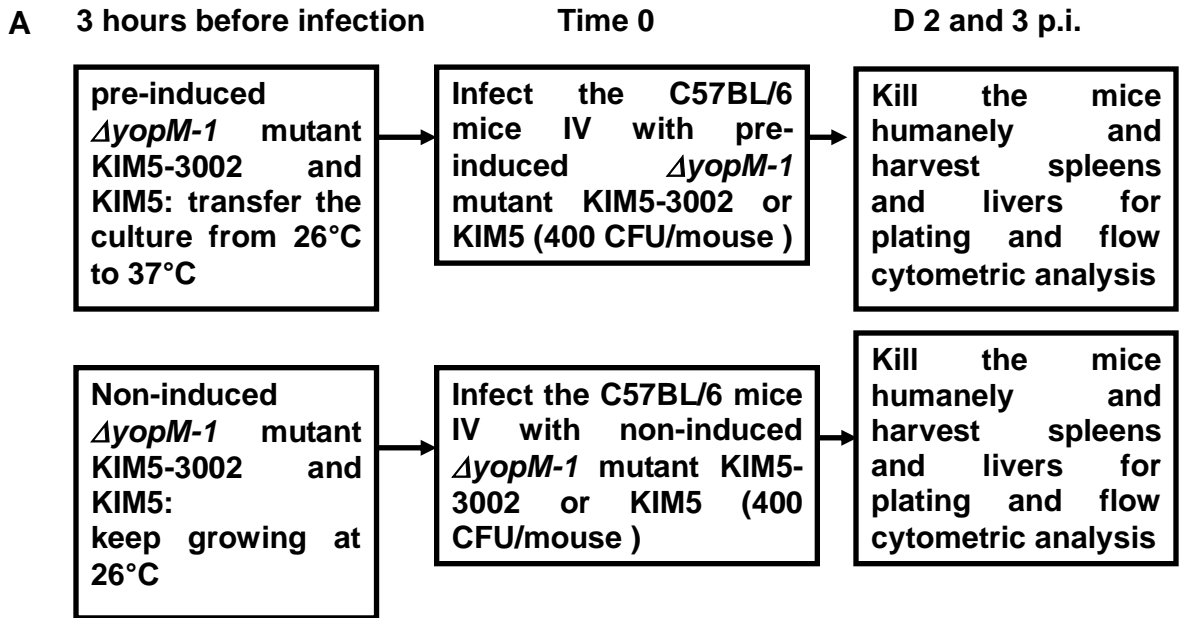 A 3 hours before infection Time 0 D 2 and 3 p.i.
pre-induced
ΔyopM-1 mutant
KIM5-3002 and
KIM5: transfer the
culture from 26°C
to 37°C
Infect the C57BL/6
mice IV with pre-
induced ΔyopM-1
mutant KIM5-3002 or
KIM5 (400 CFU/mouse )
Kill the mice
humanely and
harvest spleens
and livers for
plating and flow
cytometric analysis
Non-induced
ΔyopM-1 mutant
KIM5-3002 and
KIM5:
keep growing at
26°C
Infect the C57BL/6 mice
IV with non-induced
ΔyopM-1 mutant KIM5-
3002 or KIM5 (400
CFU/mouse )
Kill the mice
humanely and
harvest spleens
and livers for
plating and flow
cytometric analysis